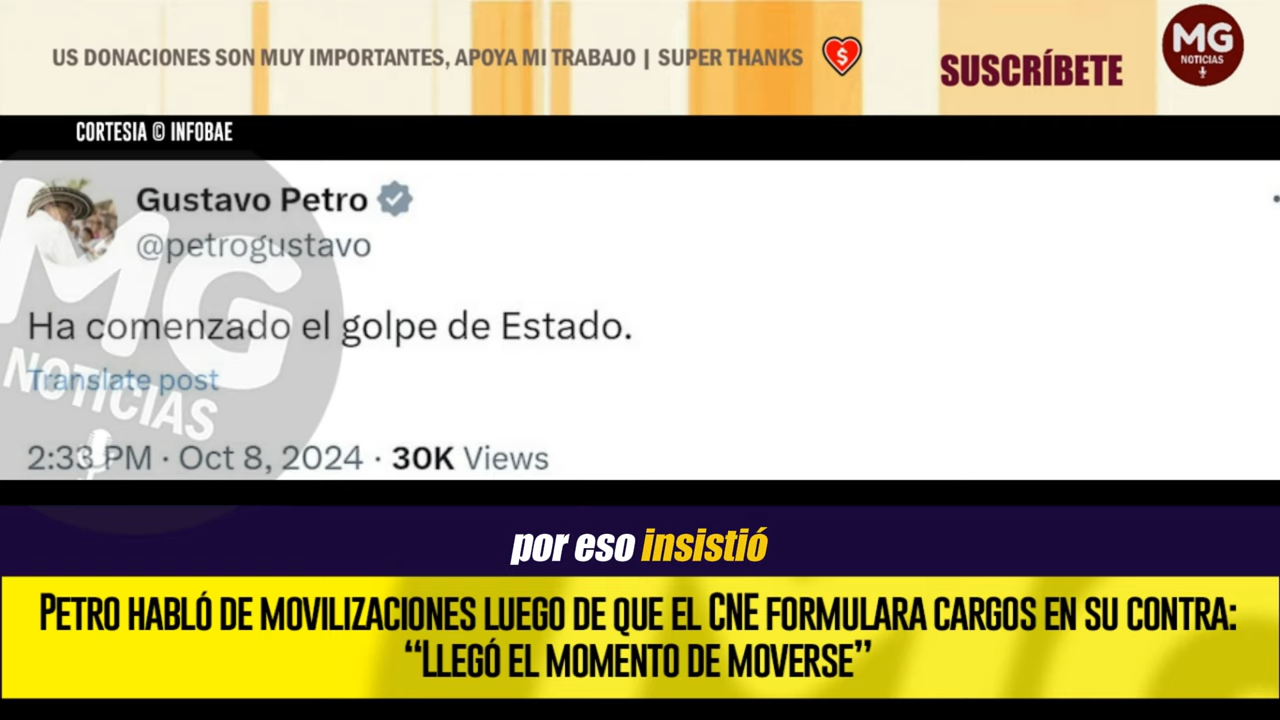 US DONACIONES SON MUY IMPORTANTES, APOYA MI TRABAJO | SUPER THANKS
$
SUSCRÍBETE
MG
NOTICIAS
CORTESIA © INFOBAE
Gustavo Petro
@petrogustavo
Ha comenzado el golpe de Estado.
Translate post
2:33 PM · Oct 8, 2024 · 30K Views
MG
NOTICIAS
por eso insistió
PETRO HABLÓ DE MOVILIZACIONES LUEGO DE QUE EL CNE FORMULARA CARGOS EN SU CONTRA:
“LLEGÓ EL MOMENTO DE MOVERSE”